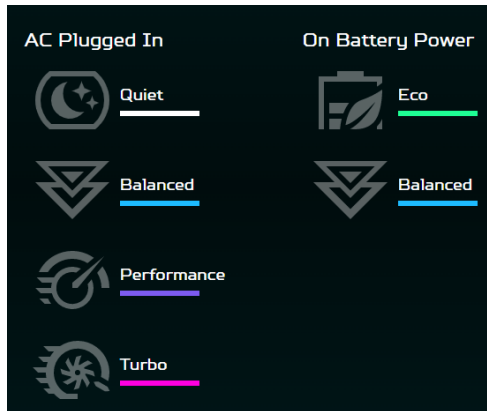 AC Plugged In
Quiet
Balanced
Performance
Turbo
On Battery Power
Eco
Balanced